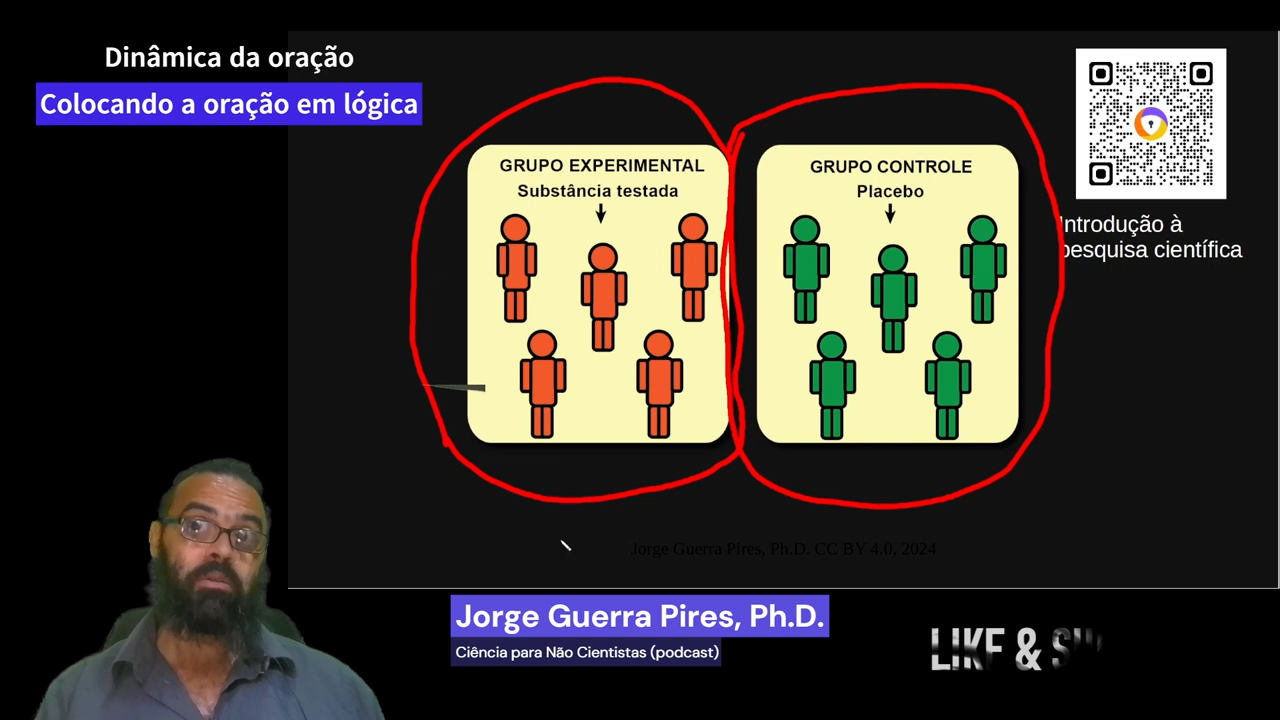 Dinâmica da oração
Colocando a oração em lógica
GRUPO EXPERIMENTAL
Substância testada
GRUPO CONTROLE
Placebo
Introdução à
pesquisa científica
Jorge Guerra Pires, Ph.D. CC BY 4.0, 2024
Jorge Guerra Pires, Ph.D.
Ciência para Não Cientistas (podcast)
LIKE &